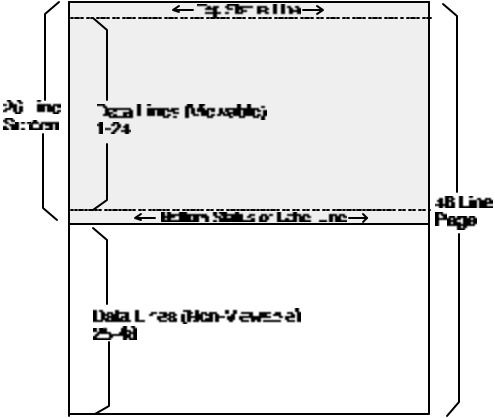 Top Status Line
26 Line
Screen
Data Lines (Viewable)
1-24
Bottom Status or Echo Line
48 Line
Page
Data Lines (Non-Viewable)
25-48